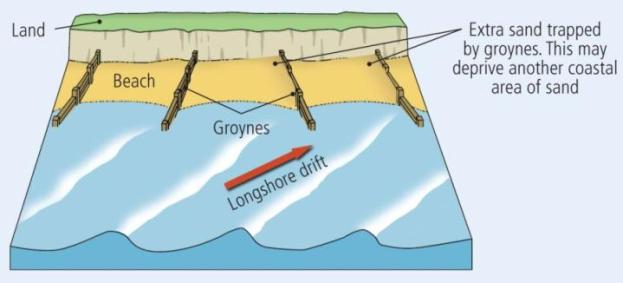 Land
Extra sand trapped
by groynes. This may
deprive another coastal
area of sand
Beach
Groynes
Longshore drift